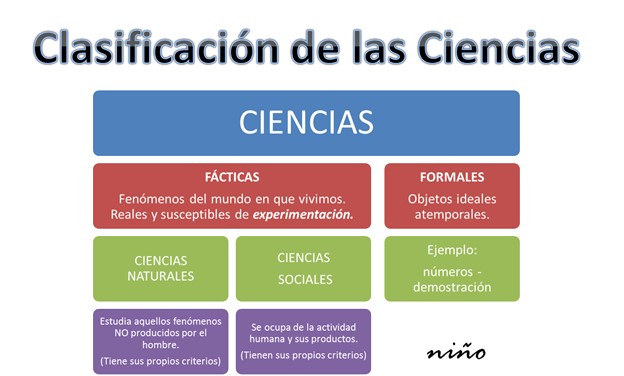 Clasificación de las Ciencias
CIENCIAS
FÁCTICAS
Fenómenos del mundo en que vivimos.
Reales y susceptibles de experimentación.
FORMALES
Objetos ideales
atemporales.
CIENCIAS
NATURALES
CIENCIAS
SOCIALES
Ejemplo:
números -
demostración
Estudia aquellos fenómenos
NO producidos por el
hombre.
(Tiene sus propios criterios)
Se ocupa de la actividad
humana y sus productos.
(Tienen sus propios criterios)
niño